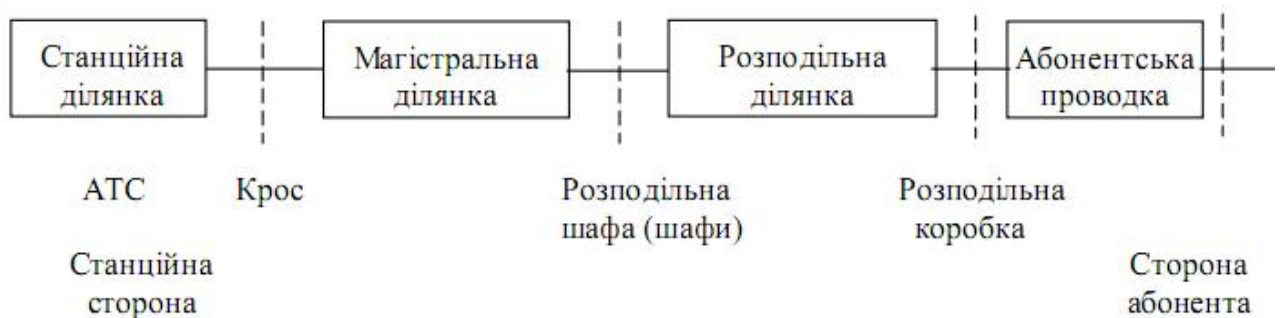 Станційна
ділянка
Магістральна
ділянка
Розподільна
ділянка
Абонентська
проводка
АТС
Крос
Розподільна
шафа (шафи)
Розподільна
коробка
Станційна
сторона
Сторона
абонента